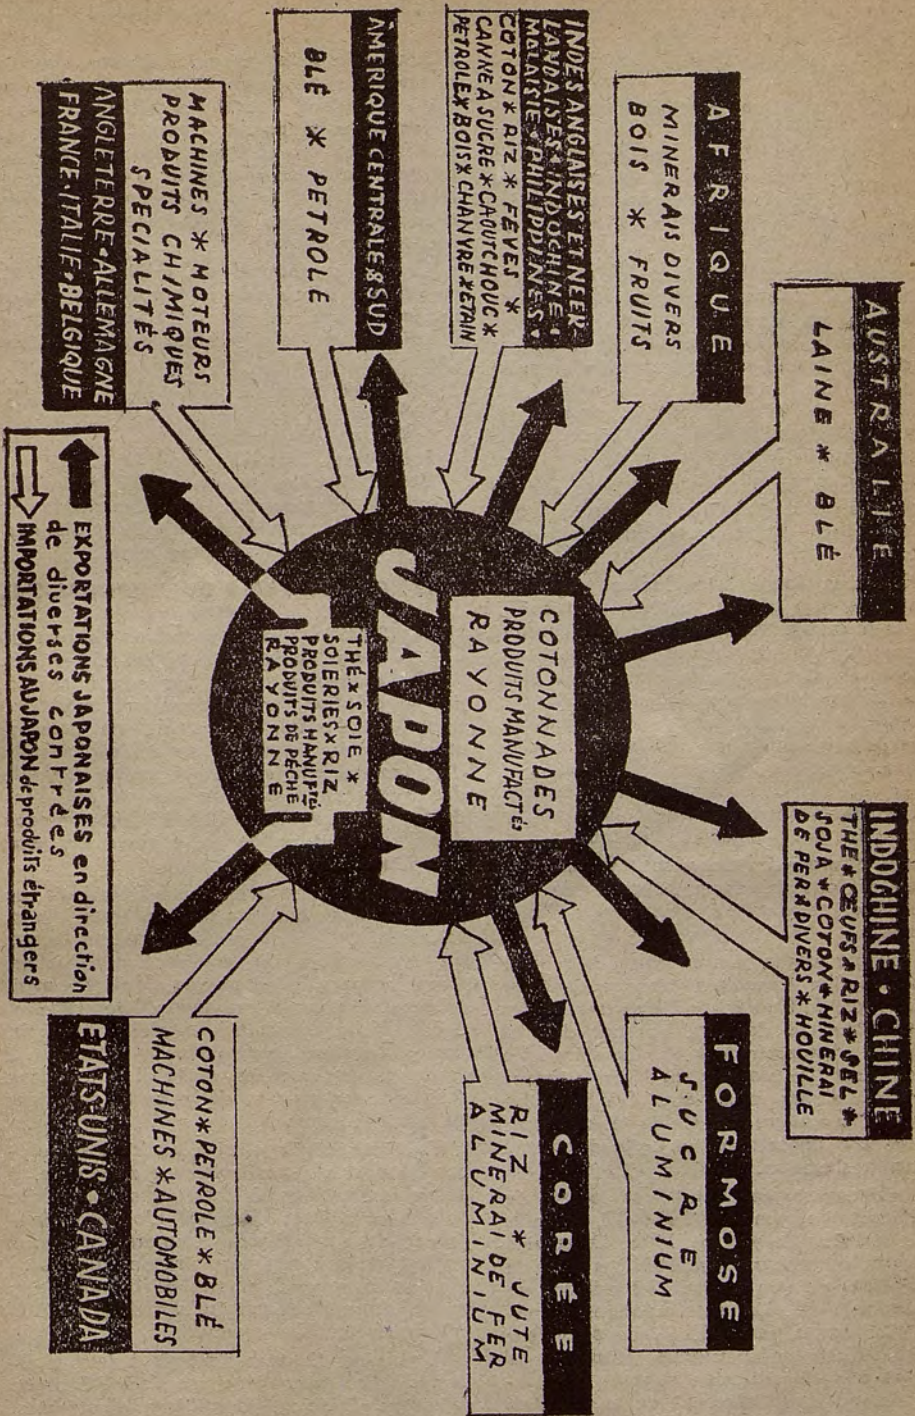 AUSTRALIE
LAINE * BLÉ
INDOCHINE • CHINE
THE * ŒUFS * RIZ * SEL *
SOJA * COTON * MINERAI
DE PER * DIVERS * HOUILLE
AFRIQUE
MINERAIS DIVERS
BOIS * FRUITS
FORMOSE
SUCRE
ALUMINIUM
INDES ANGLAISES ET NEER-
LANDAISES • INDOCHINE •
MALAISIE • PHILIPPINES •
COTON * RIZ * FÈVES *
CANNE A SUCRE * CAOUTCHOUC *
PETROLE * BOIS * CHANVRE * ETAIN
CORÉE
RIZ * JUTE
MINERAI DE FER
ALUMINIUM
COTONNADES
PRODUITS MANUFACTés
RAYONNE
JAPON
THÉ * SOIE *
SOIERIES * RIZ
PRODUITS MANUFTés
PRODUITS DE PÊCHE
RAYONNE
AMERIQUE CENTRALE & SUD
BLÉ * PETROLE
MACHINES * MOTEURS
PRODUITS CHIMIQUES
SPECIALITÉS
ANGLETERRE • ALLEMAGNE
FRANCE • ITALIE • BELGIQUE
COTON * PETROLE * BLÉ
MACHINES * AUTOMOBILES
ETATS-UNIS • CANADA
EXPORTATIONS JAPONAISES en direction
de diverses contrées
IMPORTATIONS AU JAPON de produits étrangers